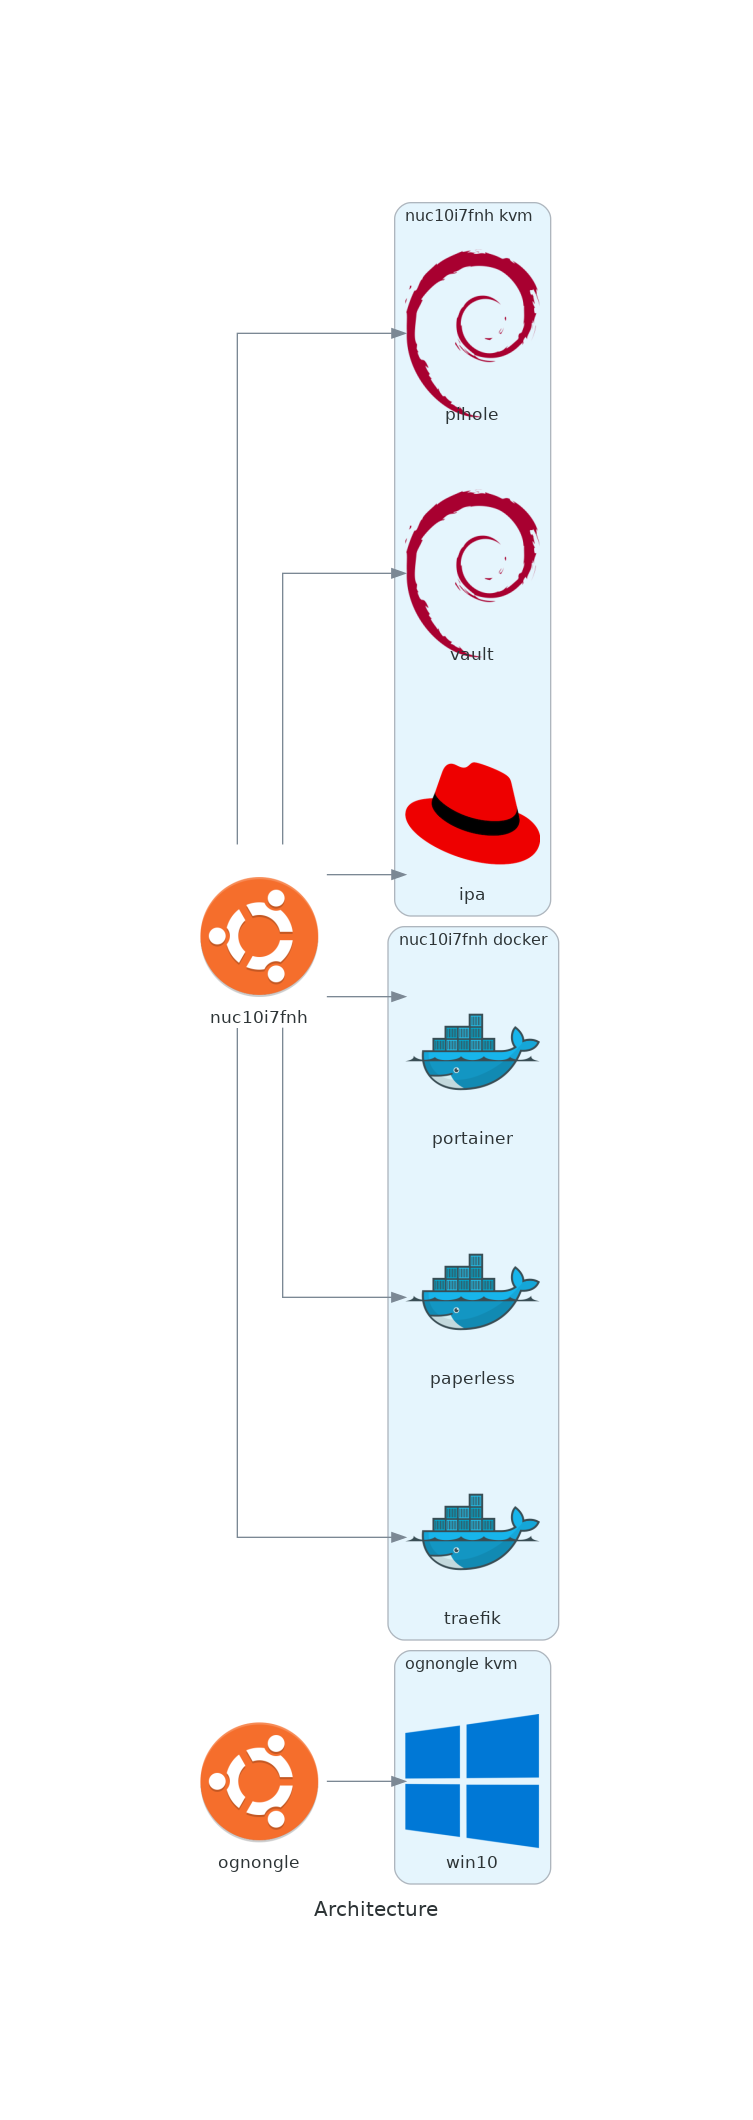 nuc10i7fnh kvm
pihole
vault
ipa
nuc10i7fnh
nuc10i7fnh docker
portainer
paperless
traefik
ognongle kvm
ognongle
win10
Architecture